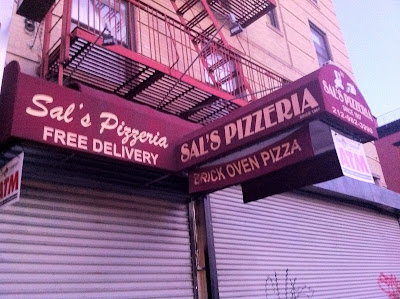 Sal's Pizzeria
FREE DELIVERY
ATM
SAL'S PIZZERIA
BRICK OVEN PIZZA
SAL'S PIZZERIA
ATM